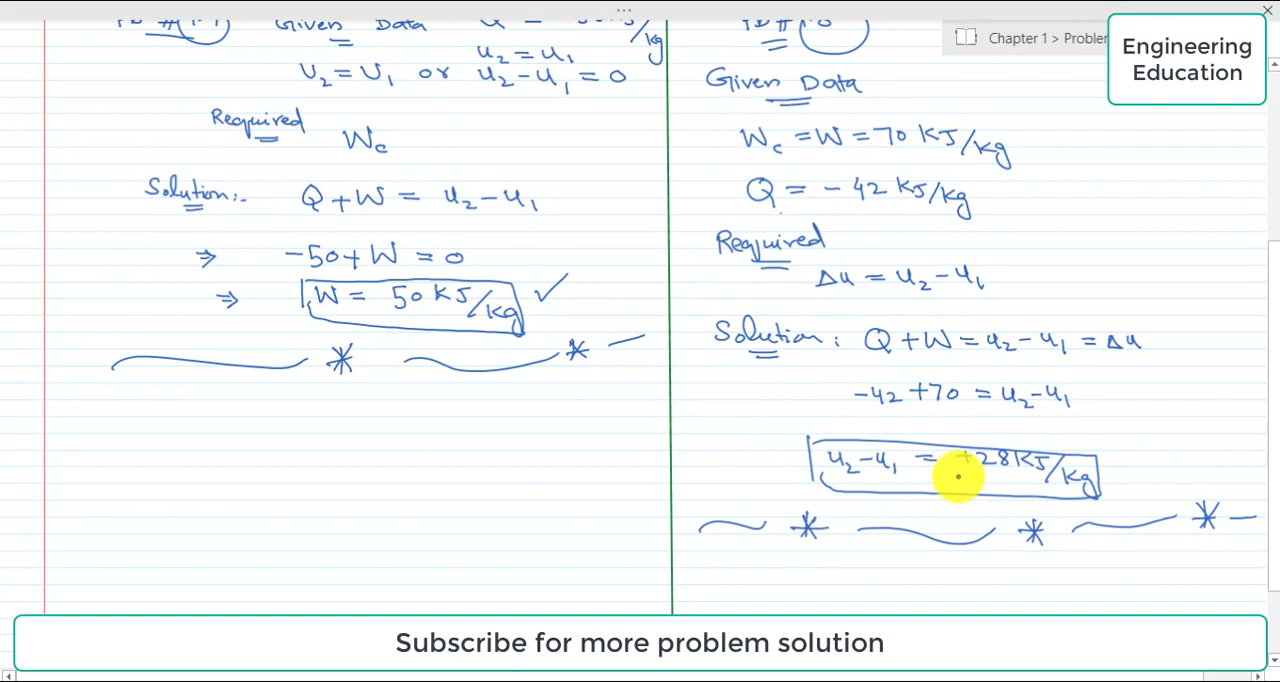 Given Data
/kg
u₂ = u₁
U₂ = U₁ or u₂ - u₁ = 0
Required
Wc
Solution:- Q + W = u₂ - u₁
⇒ -50 + W = 0
⇒ W = 50 KJ/kg ✓
Given Data
Wc = W = 70 KJ/kg
Q = - 42 KJ/kg
Required
Δu = u₂ - u₁
Solution: Q + W = u₂ - u₁ = Δu
-42 + 70 = u₂ - u₁
u₂ - u₁ = +28 KJ/kg
Chapter 1 > Probler
Engineering
Education
Subscribe for more problem solution